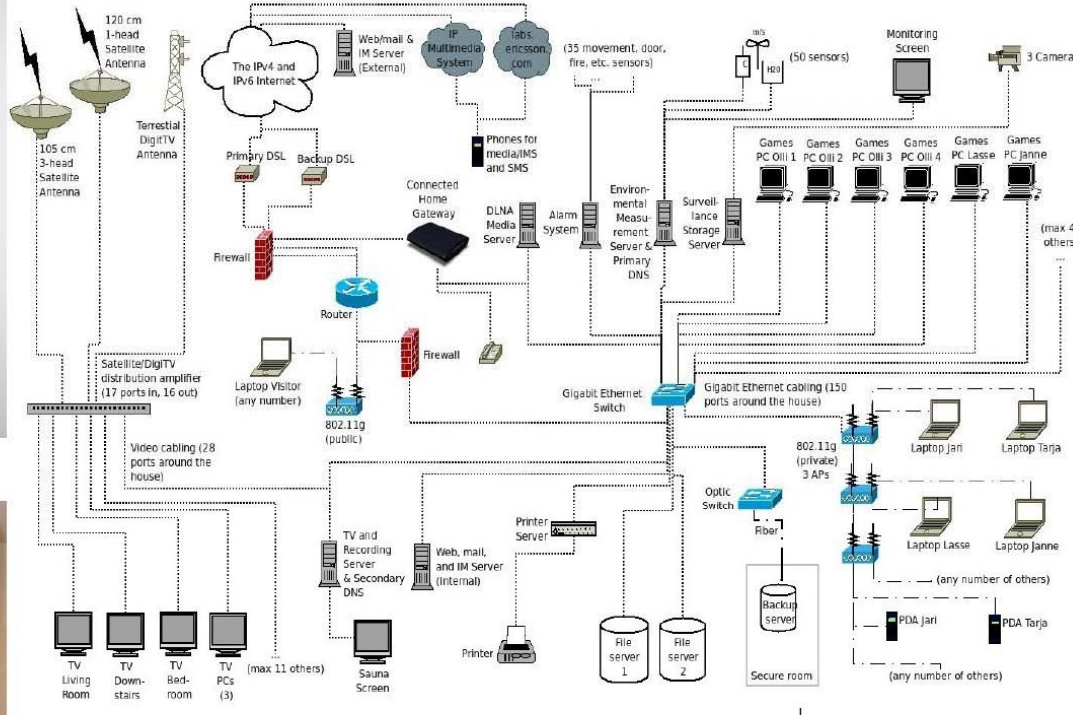 120 cm
1-head
Satellite
Antenna
105 cm
3-head
Satellite
Antenna
Terrestial
DigitTV
Antenna
The IPv4 and
IPv6 Internet
Web/mail &
IM Server
(External)
IP
Multimedia
System
labs.
ericsson.
com
(35 movement, door,
fire, etc. sensors)
...
m/s
C
H20
(50 sensors)
Monitoring
Screen
3 Camera
Primary DSL
Backup DSL
Phones for
media/IMS
and SMS
Games
PC Olli 1
Games
PC Olli 2
Games
PC Olli 3
Games
PC Olli 4
Games
PC Lasse
Games
PC Janne
(max 4
others
...
Connected
Home
Gateway
DLNA
Media
Server
Alarm
System
Environ-
mental
Measu-
rement
Server &
Primary
DNS
Surveil-
lance
Storage
Server
Firewall
Router
Firewall
Laptop Visitor
(any number)
802.11g
(public)
Satellite/DigiTV
distribution amplifier
(17 ports in, 16 out)
Gigabit Ethernet
Switch
Gigabit Ethernet cabling (150
ports around the house)
Video cabling (28
ports around the
house)
802.11g
(private)
3 APs
Laptop Jari
Laptop Tarja
Optic
Switch
Fiber
Laptop Lasse
Laptop Janne
Printer
Server
TV and
Recording
Server
& Secondary
DNS
Web, mail,
and IM Server
(Internal)
(any number of others)
Backup
server
Secure room
PDA Jari
PDA Tarja
(any number of others)
TV
Living
Room
TV
Down-
stairs
TV
Bed-
room
TV
PCs
(3)
(max 11 others)
Sauna
Screen
Printer
File
server
1
File
server
2